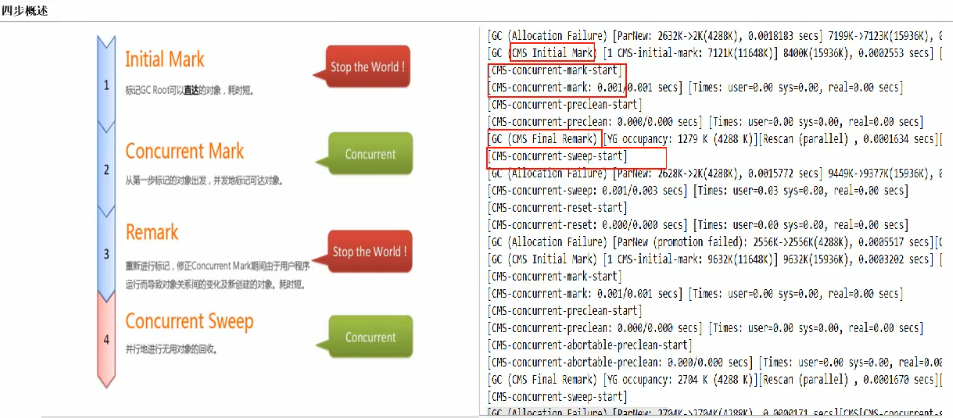 四步概述
1
Initial Mark
Stop the World !
标记GC Root可以直达的对象，耗时短。
2
Concurrent Mark
Concurrent
从第一步标记的对象出发，并发地标记可达对象。
3
Remark
Stop the World !
重新进行标记，修正Concurrent Mark期间由于用户程序
运行而导致对象关系间的变化及新创建的对象。耗时短。
4
Concurrent Sweep
Concurrent
并行地进行无用对象的回收。
[GC (Allocation Failure) [ParNew: 2632K->2K(4288K), 0.0018183 secs] 7199K->7123K(15936K),
[GC (CMS Initial Mark) [1 CMS-initial-mark: 7121K(11648K)] 8400K(15936K), 0.0002553 secs] [
[CMS-concurrent-mark-start]
[CMS-concurrent-mark: 0.001/0.001 secs] [Times: user=0.00 sys=0.00, real=0.00 secs]
[CMS-concurrent-preclean-start]
[CMS-concurrent-preclean: 0.000/0.000 secs] [Times: user=0.00 sys=0.00, real=0.00 secs]
[GC (CMS Final Remark) [YG occupancy: 1279 K (4288 K)][Rescan (parallel) , 0.0001634 secs][
[CMS-concurrent-sweep-start]
[GC (Allocation Failure) [ParNew: 2628K->2K(4288K), 0.0015772 secs] 9449K->9377K(15936K),
[CMS-concurrent-sweep: 0.001/0.003 secs] [Times: user=0.03 sys=0.00, real=0.00 secs]
[CMS-concurrent-reset-start]
[CMS-concurrent-reset: 0.000/0.000 secs] [Times: user=0.00 sys=0.00, real=0.00 secs]
[GC (Allocation Failure) [ParNew (promotion failed): 2556K->2556K(4288K), 0.0005517 secs][C
[GC (CMS Initial Mark) [1 CMS-initial-mark: 9632K(11648K)] 9632K(15936K), 0.0003202 secs] [
[CMS-concurrent-mark-start]
[CMS-concurrent-mark: 0.001/0.001 secs] [Times: user=0.00 sys=0.00, real=0.00 secs]
[CMS-concurrent-preclean-start]
[CMS-concurrent-preclean: 0.000/0.000 secs] [Times: user=0.00 sys=0.00, real=0.00 secs]
[CMS-concurrent-abortable-preclean-start]
[CMS-concurrent-abortable-preclean: 0.000/0.000 secs] [Times: user=0.00 sys=0.00, real=0.0
[GC (CMS Final Remark) [YG occupancy: 2704 K (4288 K)][Rescan (parallel) , 0.0001670 secs][
[CMS-concurrent-sweep-start]
[GC (Allocation Failure) [ParNew: 2704K->2704K(4288K), 0.0000171 secs][CMS[CMS-concurrent-s